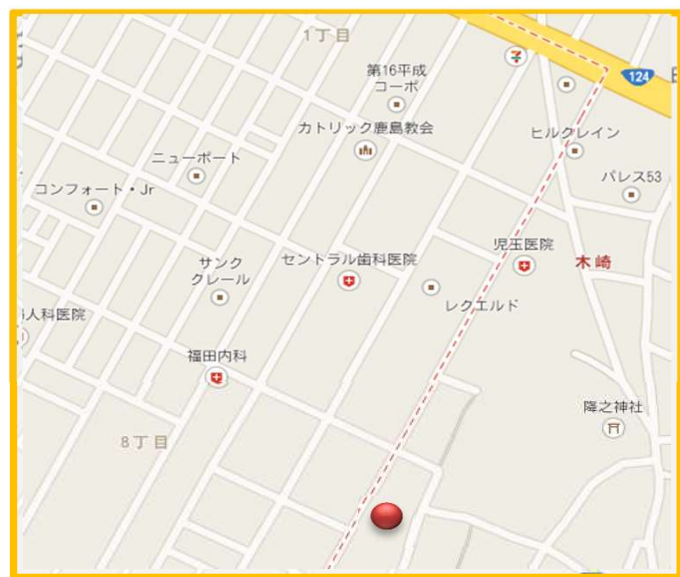 1丁目
第16平成
コーポ
124
カトリック鹿島教会
ヒルクレイン
ニューポート
パレス53
コンフォート・Jr
児玉医院
サンク
クレール
セントラル歯科医院
木崎
レクエルド
人科医院
福田内科
降之神社
8丁目